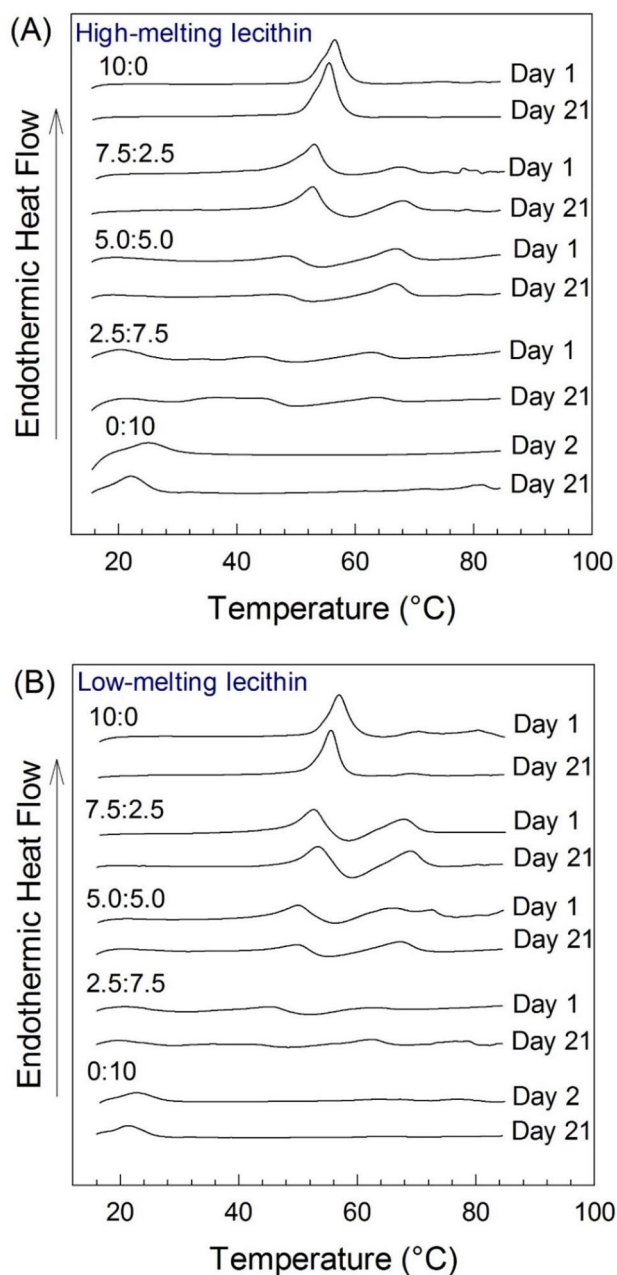 (A)
High-melting lecithin
10:0
Day 1
Day 21
7.5:2.5
Day 1
Day 21
5.0:5.0
Day 1
Day 21
2.5:7.5
Day 1
Day 21
0:10
Day 2
Day 21
Endothermic Heat Flow
20 40 60 80 100
Temperature (°C)
(B)
Low-melting lecithin
10:0
Day 1
Day 21
7.5:2.5
Day 1
Day 21
5.0:5.0
Day 1
Day 21
2.5:7.5
Day 1
Day 21
0:10
Day 2
Day 21
Endothermic Heat Flow
20 40 60 80 100
Temperature (°C)